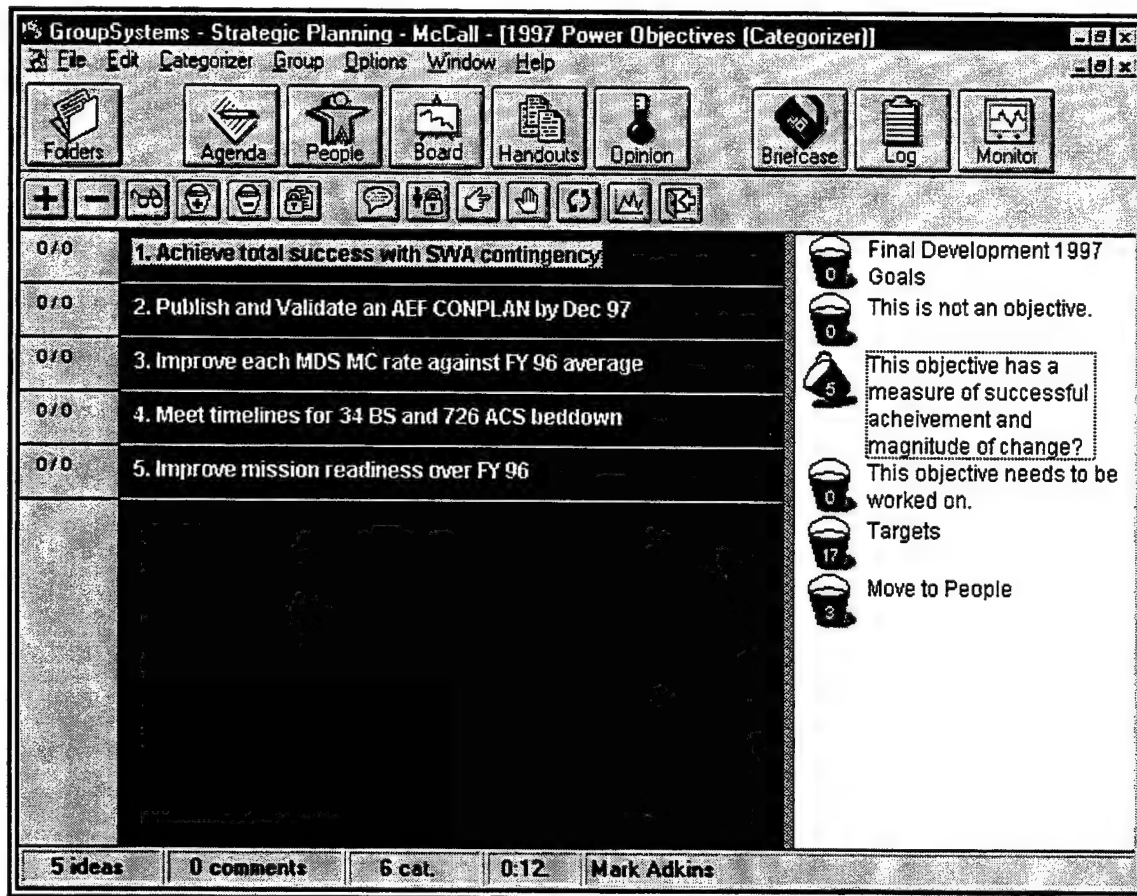 GroupSystems - Strategic Planning - McCall - [1997 Power Objectives (Categorizer)]
File Edit Categorizer Group Options Window Help
Folders Agenda People Board Handouts Opinion Briefcase Log Monitor
0/0 1. Achieve total success with SWA contingency
0/0 2. Publish and Validate an AEF CONPLAN by Dec 97
0/0 3. Improve each MDS MC rate against FY 96 average
0/0 4. Meet timelines for 34 BS and 726 ACS beddown
0/0 5. Improve mission readiness over FY 96
0 Final Development 1997
Goals
0 This is not an objective.
5 This objective has a
measure of successful
acheivement and
magnitude of change?
0 This objective needs to be
worked on.
17 Targets
3 Move to People
5 ideas 0 comments 6 cat. 0:12 Mark Adkins